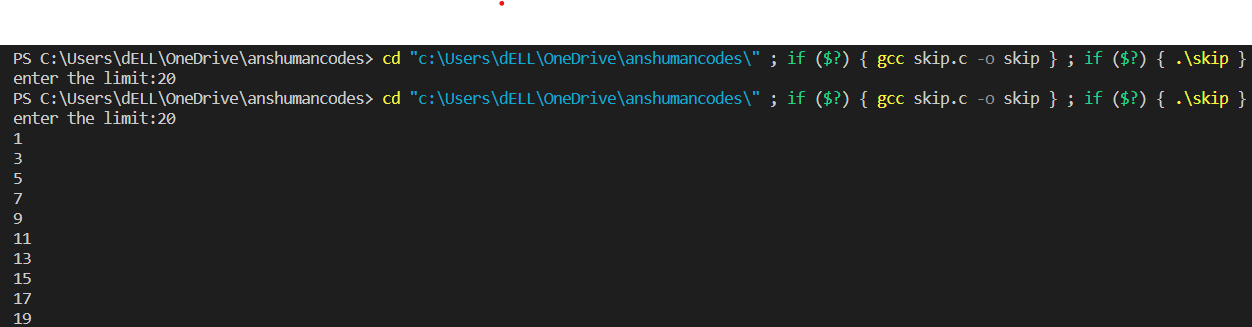 PS C:\Users\dELL\OneDrive\anshumancodes> cd "c:\Users\dELL\OneDrive\anshumancodes\" ; if ($?) { gcc skip.c -o skip } ; if ($?) { .\skip }
enter the limit:20
PS C:\Users\dELL\OneDrive\anshumancodes> cd "c:\Users\dELL\OneDrive\anshumancodes\" ; if ($?) { gcc skip.c -o skip } ; if ($?) { .\skip }
enter the limit:20
1
3
5
7
9
11
13
15
17
19